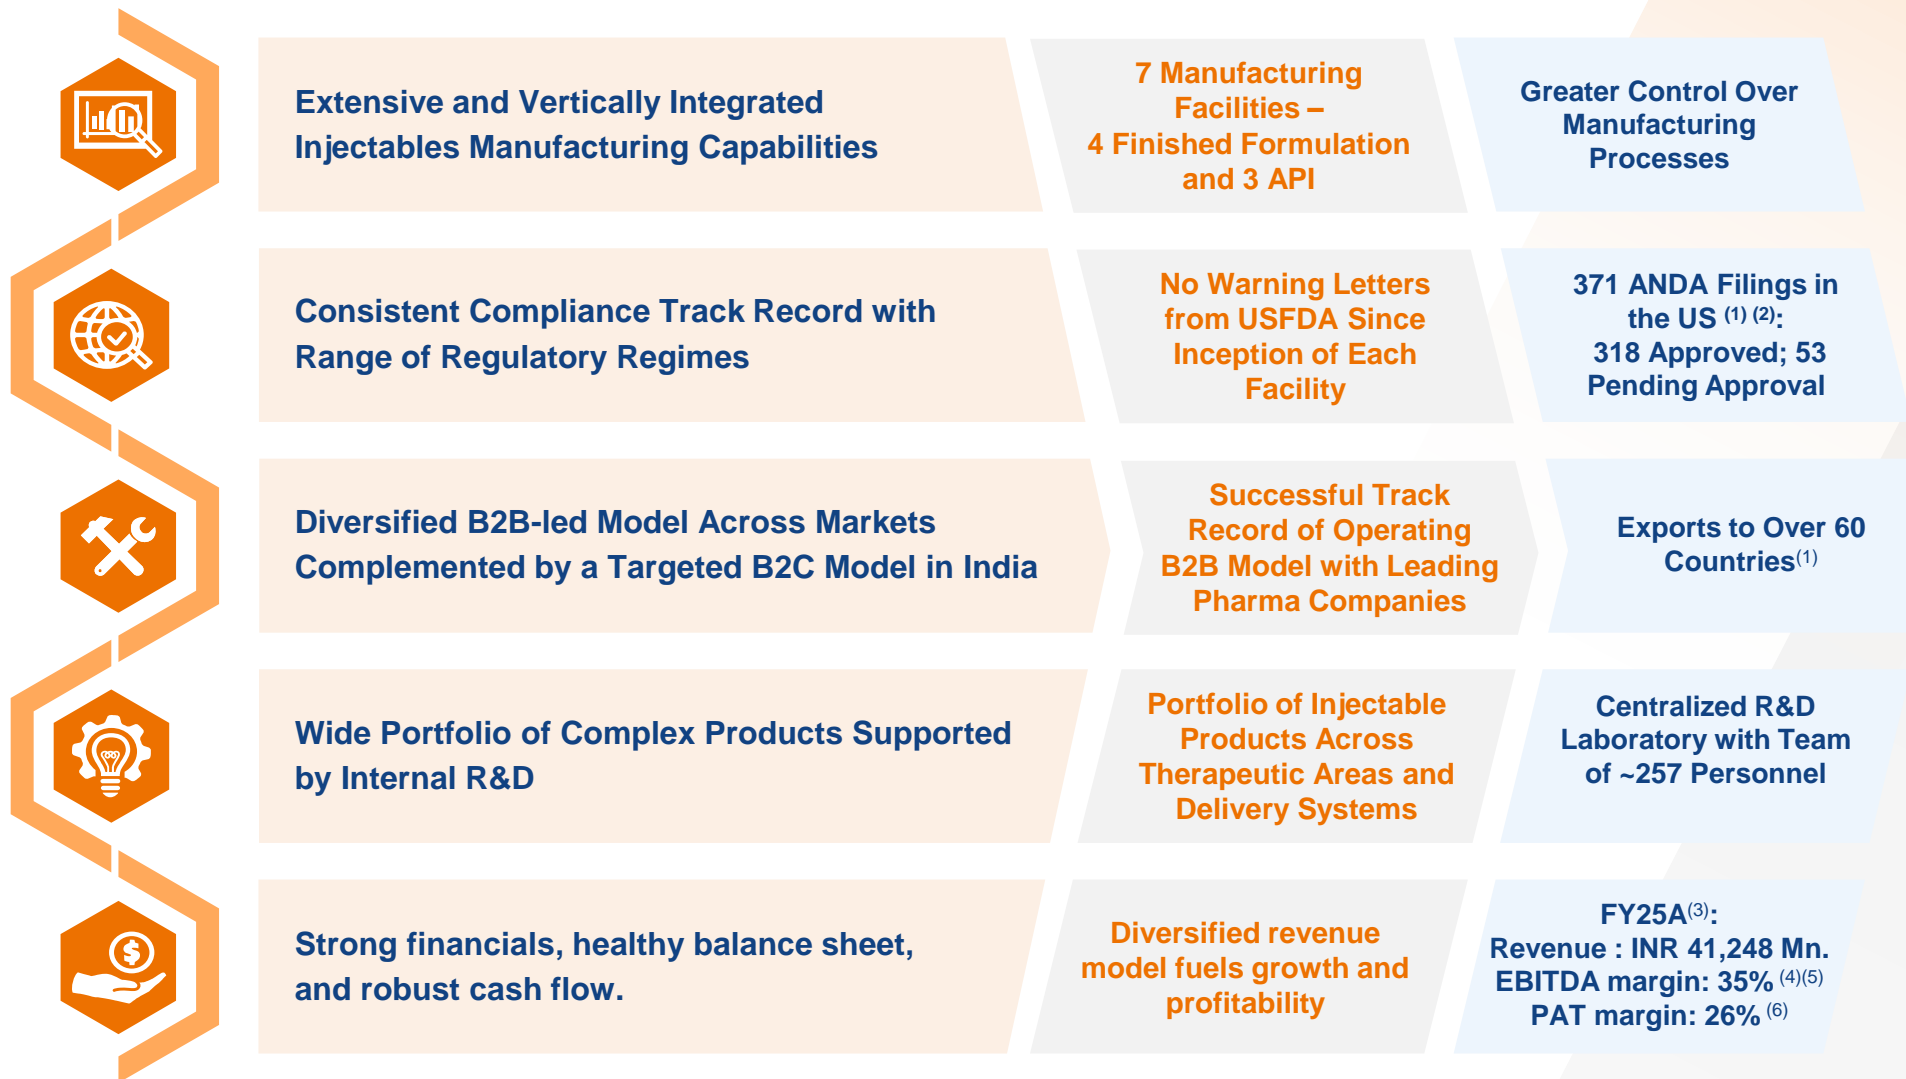 Extensive and Vertically Integrated
Injectables Manufacturing Capabilities
7 Manufacturing
Facilities –
4 Finished Formulation
and 3 API
Greater Control Over
Manufacturing
Processes
Consistent Compliance Track Record with
Range of Regulatory Regimes
No Warning Letters
from USFDA Since
Inception of Each
Facility
371 ANDA Filings in
the US (1) (2):
318 Approved; 53
Pending Approval
Diversified B2B-led Model Across Markets
Complemented by a Targeted B2C Model in India
Successful Track
Record of Operating
B2B Model with Leading
Pharma Companies
Exports to Over 60
Countries(1)
Wide Portfolio of Complex Products Supported
by Internal R&D
Portfolio of Injectable
Products Across
Therapeutic Areas and
Delivery Systems
Centralized R&D
Laboratory with Team
of ~257 Personnel
Strong financials, healthy balance sheet,
and robust cash flow.
Diversified revenue
model fuels growth and
profitability
FY25A(3):
Revenue : INR 41,248 Mn.
EBITDA margin: 35% (4)(5)
PAT margin: 26% (6)